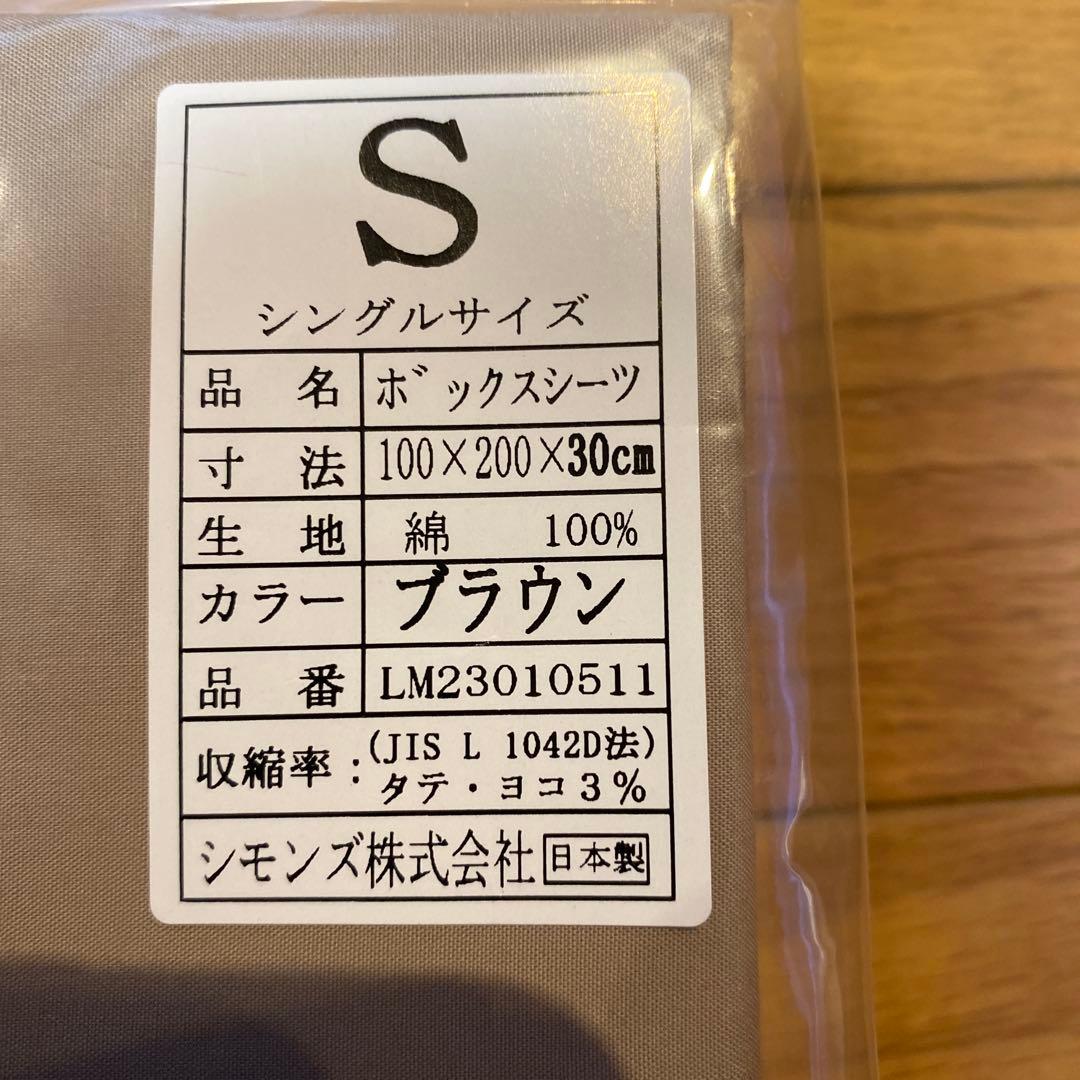 S
シングルサイズ
品名 ボックスシーツ
寸法 100×200×30cm
生地 綿 100%
カラー ブラウン
品番 LM23010511
収縮率:(JIS L 1042D法)
タテ・ヨコ3%
シモンズ株式会社 日本製